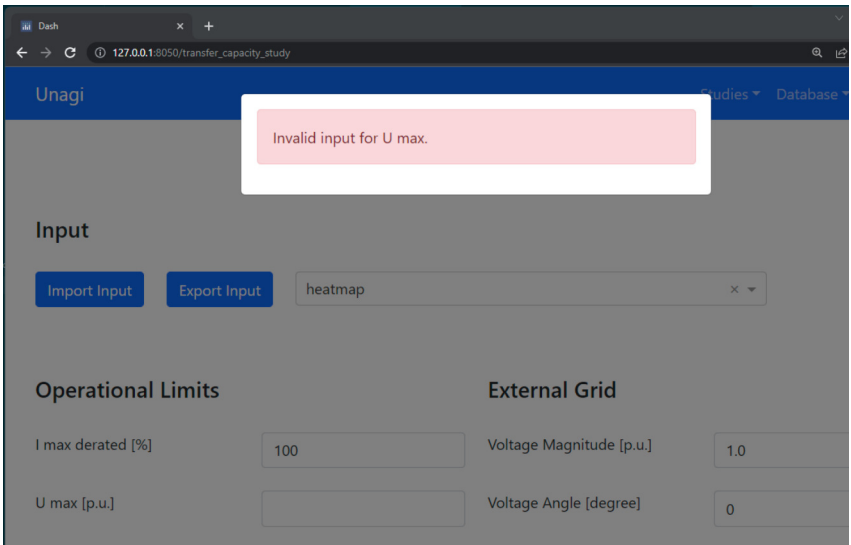 Dash
127.0.0.1:8050/transfer_capacity_study
Unagi
Studies
Database
Invalid input for U max.
Input
Import Input
Export Input
heatmap
Operational Limits
External Grid
I max derated [%]
100
Voltage Magnitude [p.u.]
1.0
U max [p.u.]
Voltage Angle [degree]
0